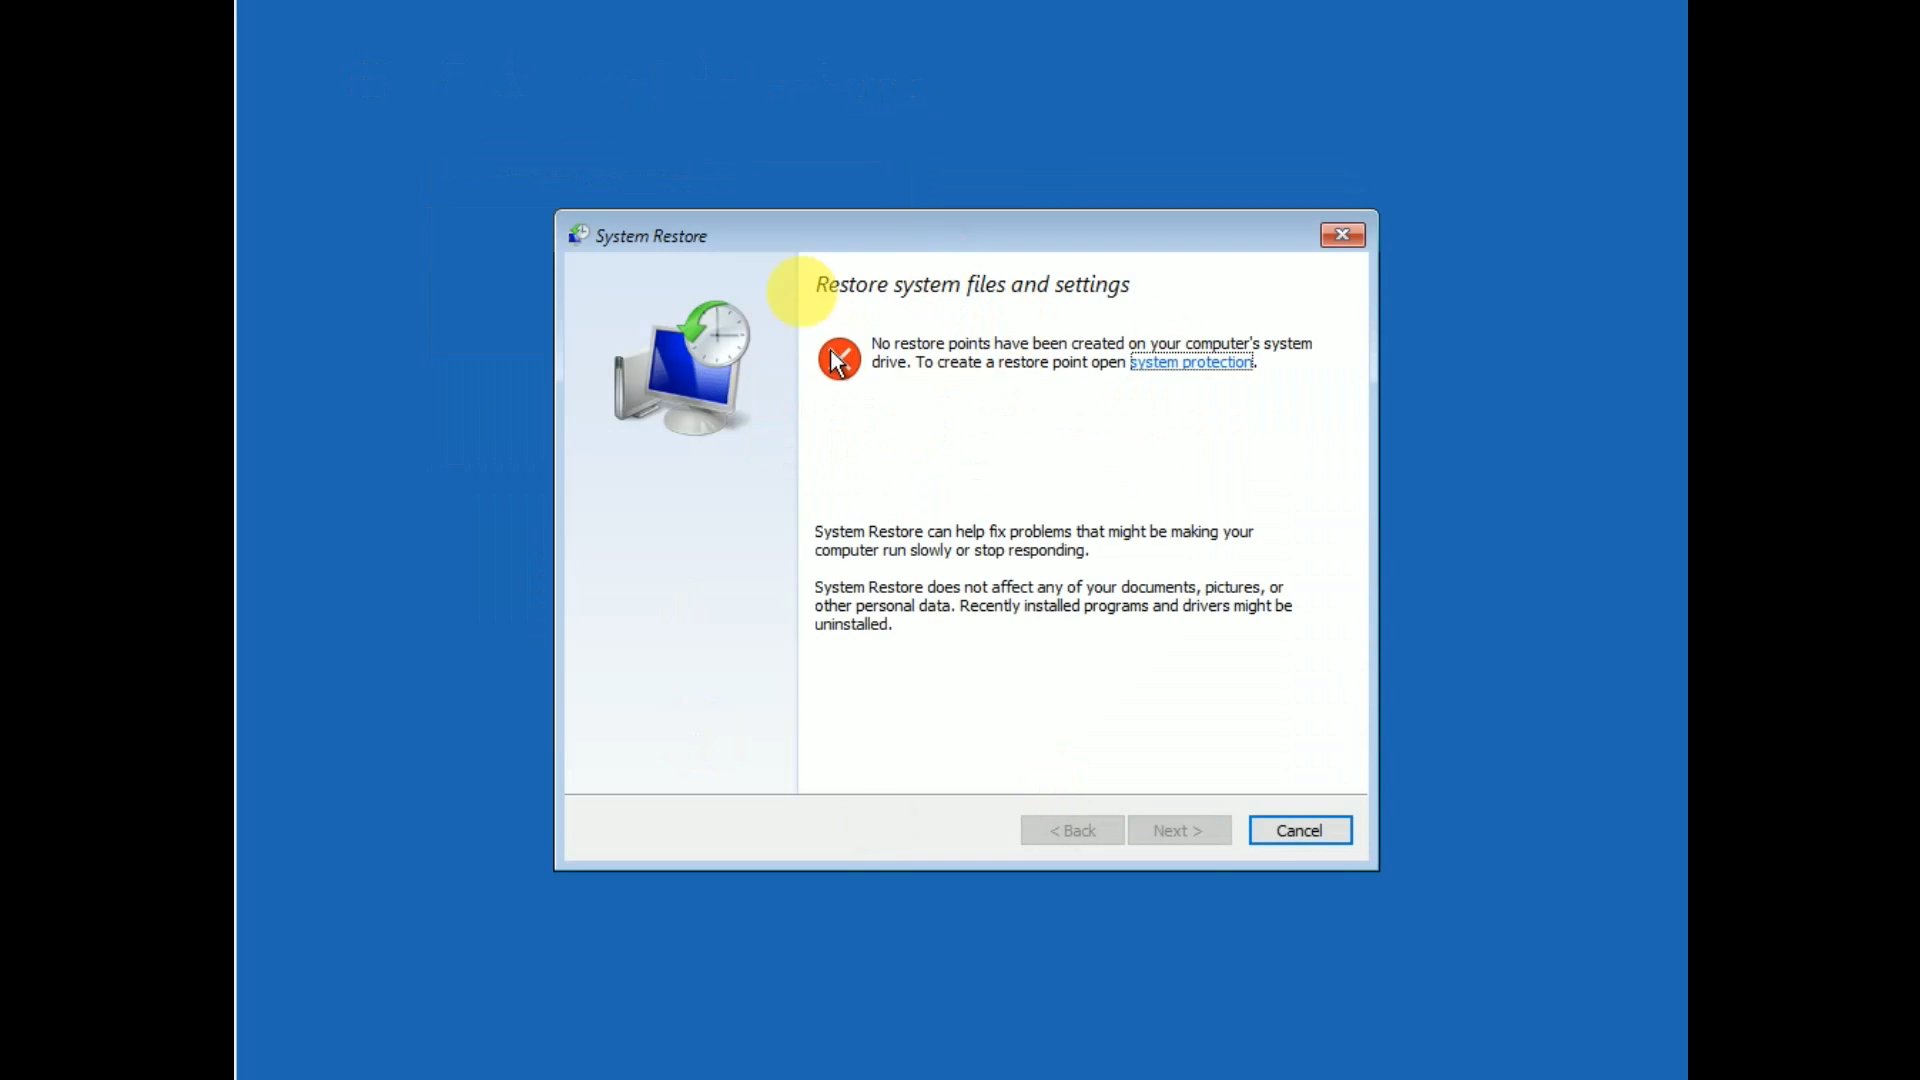 System Restore
Restore system files and settings
No restore points have been created on your computer's system
drive. To create a restore point open system protection.
System Restore can help fix problems that might be making your
computer run slowly or stop responding.
System Restore does not affect any of your documents, pictures, or
other personal data. Recently installed programs and drivers might be
uninstalled.
< Back
Next >
Cancel